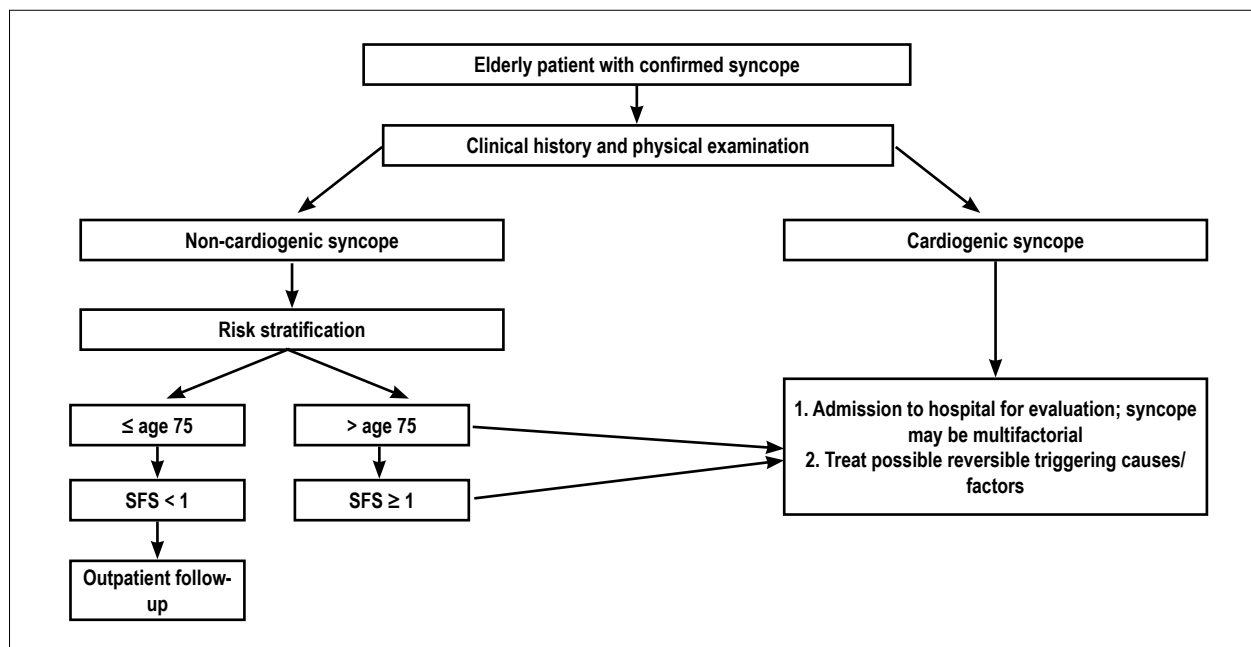 Elderly patient with confirmed syncope
Clinical history and physical examination
Non-cardiogenic syncope
Cardiogenic syncope
Risk stratification
≤ age 75
> age 75
1. Admission to hospital for evaluation; syncope
may be multifactorial
2. Treat possible reversible triggering causes/
factors
SFS < 1
SFS ≥ 1
Outpatient follow-
up